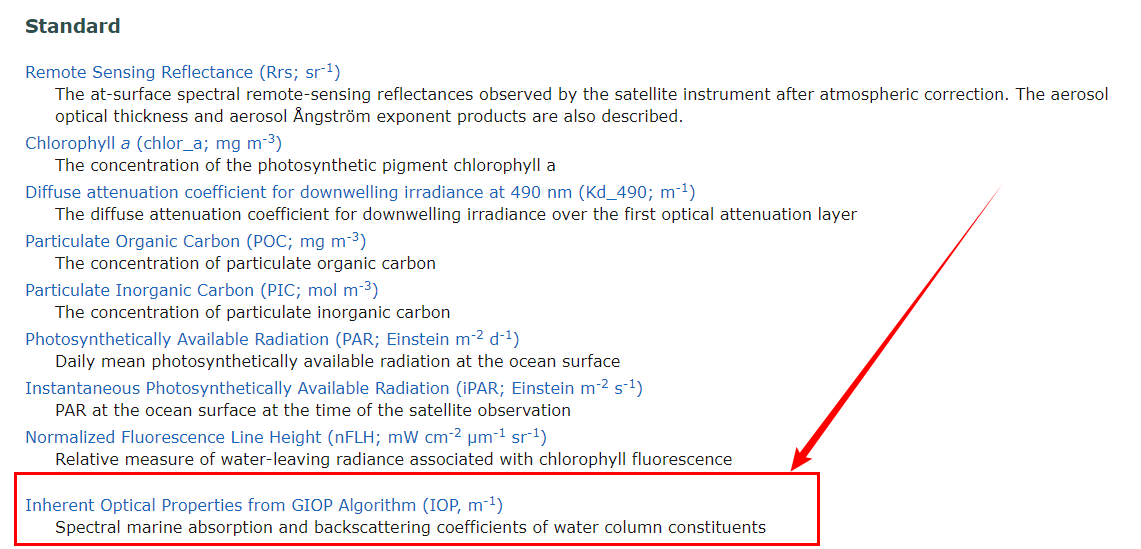 Standard
Remote Sensing Reflectance (Rrs; sr⁻¹)
The at-surface spectral remote-sensing reflectances observed by the satellite instrument after atmospheric correction. The aerosol
optical thickness and aerosol Ångström exponent products are also described.
Chlorophyll a (chlor_a; mg m⁻³)
The concentration of the photosynthetic pigment chlorophyll a
Diffuse attenuation coefficient for downwelling irradiance at 490 nm (Kd_490; m⁻¹)
The diffuse attenuation coefficient for downwelling irradiance over the first optical attenuation layer
Particulate Organic Carbon (POC; mg m⁻³)
The concentration of particulate organic carbon
Particulate Inorganic Carbon (PIC; mol m⁻³)
The concentration of particulate inorganic carbon
Photosynthetically Available Radiation (PAR; Einstein m⁻² d⁻¹)
Daily mean photosynthetically available radiation at the ocean surface
Instantaneous Photosynthetically Available Radiation (iPAR; Einstein m⁻² s⁻¹)
PAR at the ocean surface at the time of the satellite observation
Normalized Fluorescence Line Height (nFLH; mW cm⁻² µm⁻¹ sr⁻¹)
Relative measure of water-leaving radiance associated with chlorophyll fluorescence
Inherent Optical Properties from GIOP Algorithm (IOP, m⁻¹)
Spectral marine absorption and backscattering coefficients of water column constituents